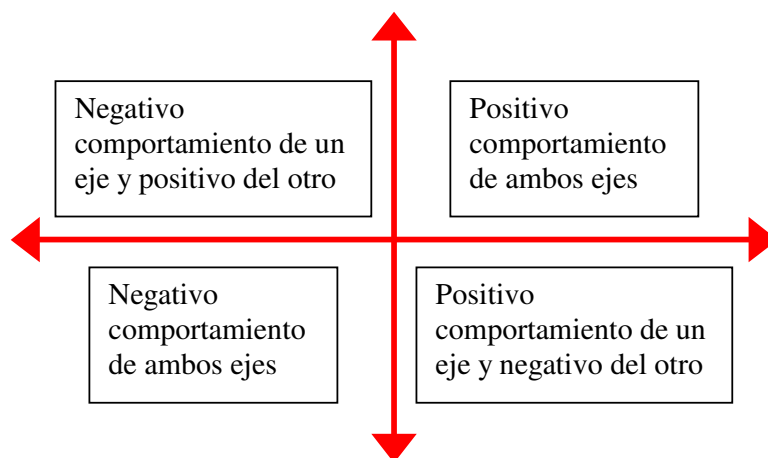 Negativo
comportamiento de un
eje y positivo del otro
Positivo
comportamiento
de ambos ejes
Negativo
comportamiento
de ambos ejes
Positivo
comportamiento de un
eje y negativo del otro